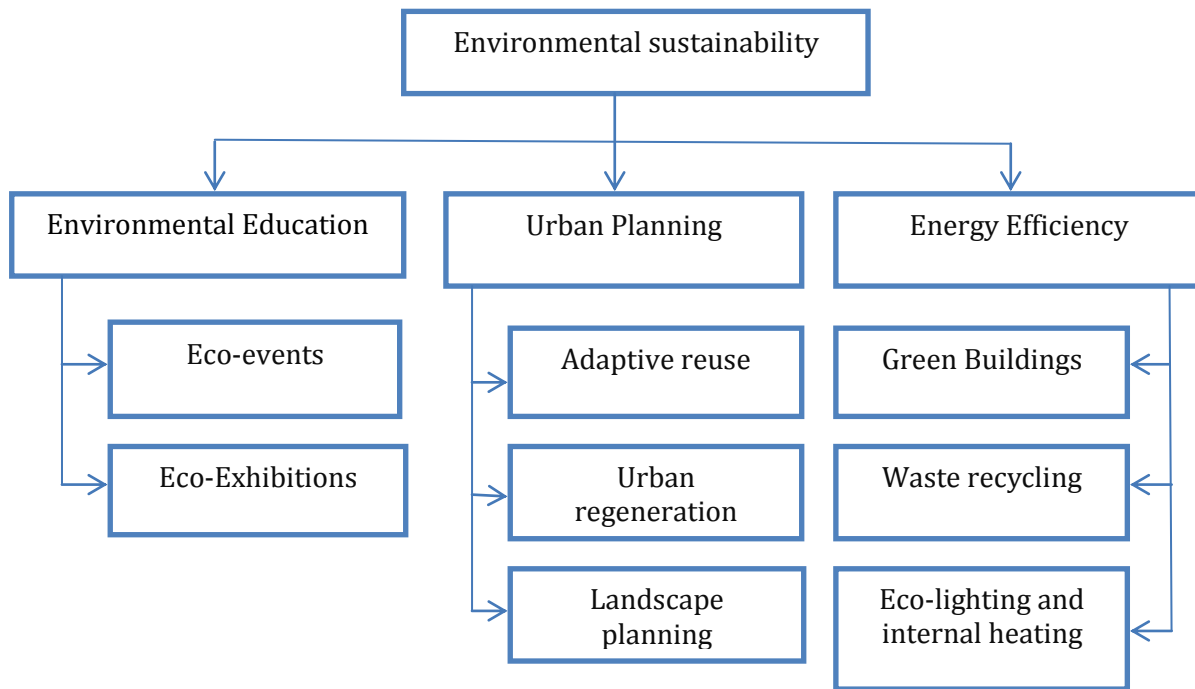 Environmental sustainability
Environmental Education
Urban Planning
Energy Efficiency
Eco-events
Adaptive reuse
Green Buildings
Eco-Exhibitions
Urban
regeneration
Waste recycling
Landscape
planning
Eco-lighting and
internal heating